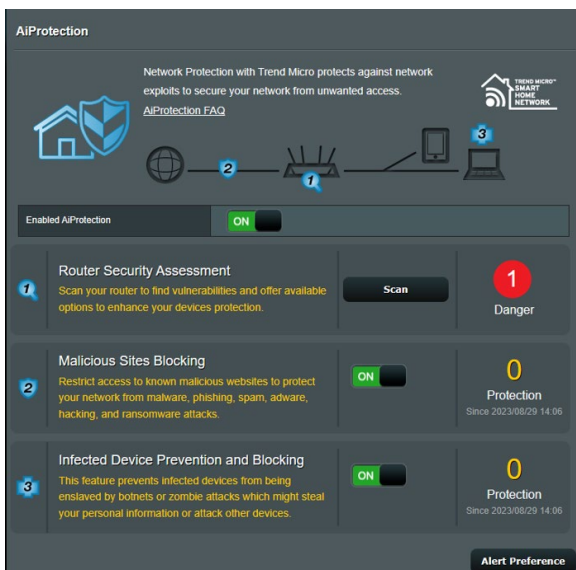 AiProtection
Network Protection with Trend Micro protects against network
exploits to secure your network from unwanted access.
AiProtection FAQ
TREND MICRO™
SMART
HOME
NETWORK
3
2
1
Enabled AiProtection
ON
1
Router Security Assessment
Scan your router to find vulnerabilities and offer available
options to enhance your devices protection.
Scan
1
Danger
2
Malicious Sites Blocking
Restrict access to known malicious websites to protect
your network from malware, phishing, spam, adware,
hacking, and ransomware attacks.
ON
0
Protection
Since 2023/08/29 14:06
3
Infected Device Prevention and Blocking
This feature prevents infected devices from being
enslaved by botnets or zombie attacks which might steal
your personal information or attack other devices.
ON
0
Protection
Since 2023/08/29 14:06
Alert Preference